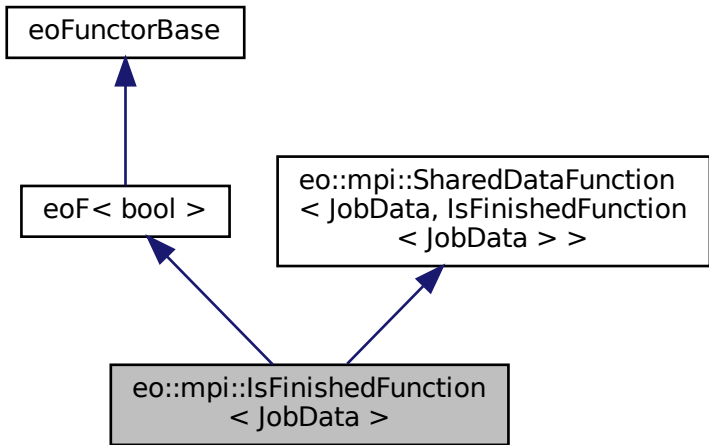 eoFunctorBase
eo::mpi::SharedDataFunction
< JobData, IsFinishedFunction
< JobData > >
eoF< bool >
eo::mpi::IsFinishedFunction
< JobData >